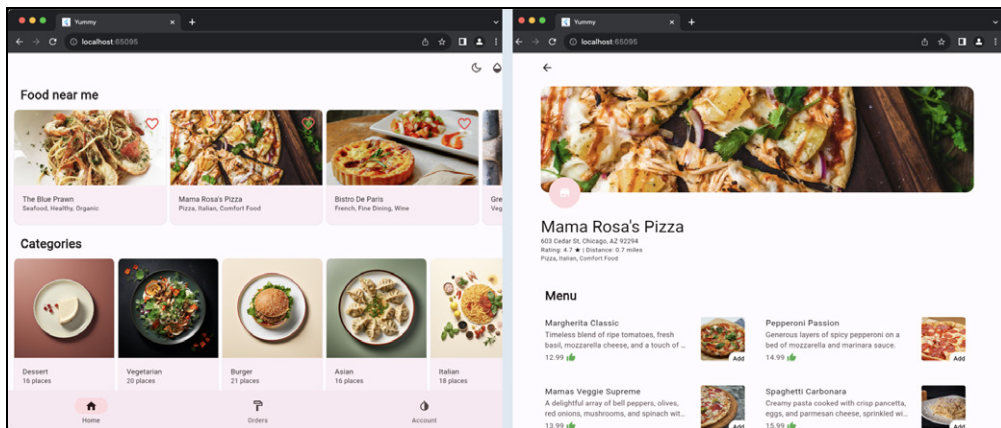 Yummy
localhost:65095
Food near me
The Blue Prawn
Seafood, Healthy, Organic
Mama Rosa's Pizza
Pizza, Italian, Comfort Food
Bistro De Paris
French, Fine Dining, Wine
Gre
Veg
Categories
Dessert
16 places
Vegetarian
20 places
Burger
21 places
Asian
16 places
Italian
18 places
Home
Orders
Account
Yummy
localhost:65095
Mama Rosa's Pizza
603 Cedar St, Chicago, AZ 92294
Rating: 4.7 ★ | Distance: 0.7 miles
Pizza, Italian, Comfort Food
Menu
Margherita Classic
Timeless blend of ripe tomatoes, fresh
basil, mozzarella cheese, and a touch of ...
12.99
Add
Pepperoni Passion
Generous layers of spicy pepperoni on a
bed of mozzarella and marinara sauce.
14.99
Add
Mamas Veggie Supreme
A delightful array of bell peppers, olives,
red onions, mushrooms, and spinach wit...
13.99
Add
Spaghetti Carbonara
Creamy pasta cooked with crisp pancetta,
eggs, and parmesan cheese, sprinkled wi...
15.99
Add